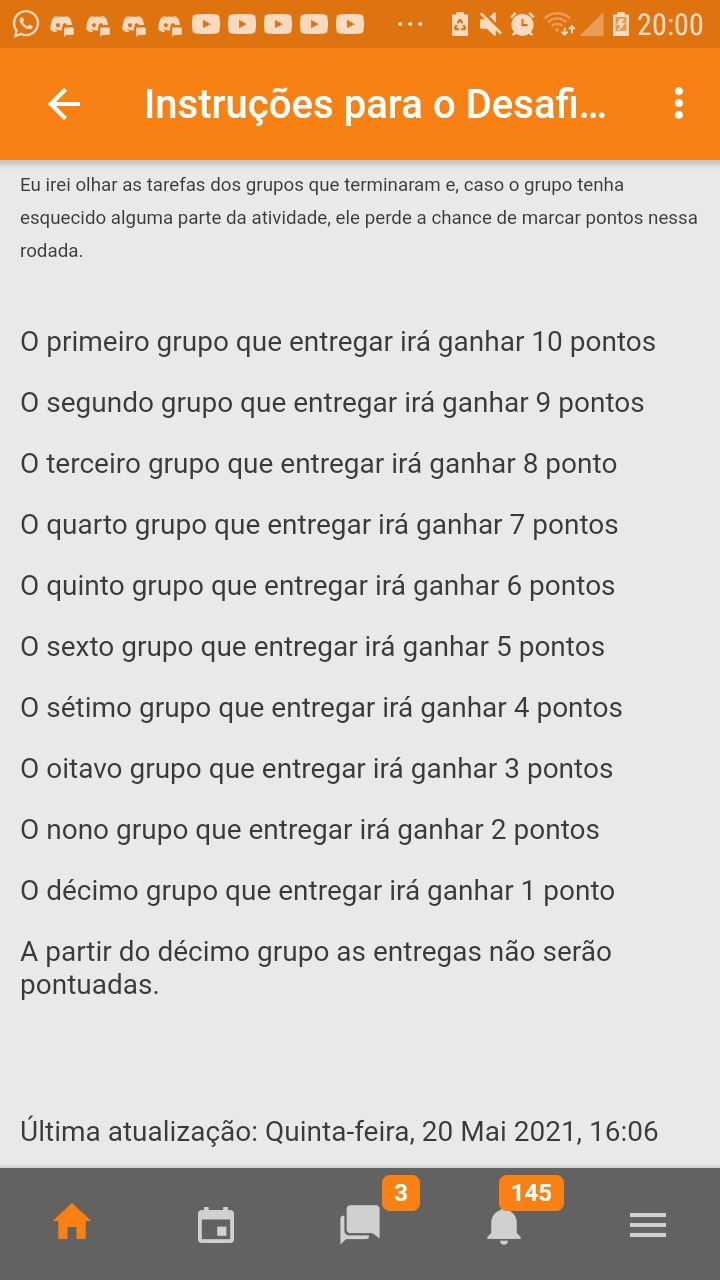 20:00
Instruções para o Desafi...
Eu irei olhar as tarefas dos grupos que terminaram e, caso o grupo tenha
esquecido alguma parte da atividade, ele perde a chance de marcar pontos nessa
rodada.
O primeiro grupo que entregar irá ganhar 10 pontos
O segundo grupo que entregar irá ganhar 9 pontos
O terceiro grupo que entregar irá ganhar 8 ponto
O quarto grupo que entregar irá ganhar 7 pontos
O quinto grupo que entregar irá ganhar 6 pontos
O sexto grupo que entregar irá ganhar 5 pontos
O sétimo grupo que entregar irá ganhar 4 pontos
O oitavo grupo que entregar irá ganhar 3 pontos
O nono grupo que entregar irá ganhar 2 pontos
O décimo grupo que entregar irá ganhar 1 ponto
A partir do décimo grupo as entregas não serão
pontuadas.
Última atualização: Quinta-feira, 20 Mai 2021, 16:06
3
145